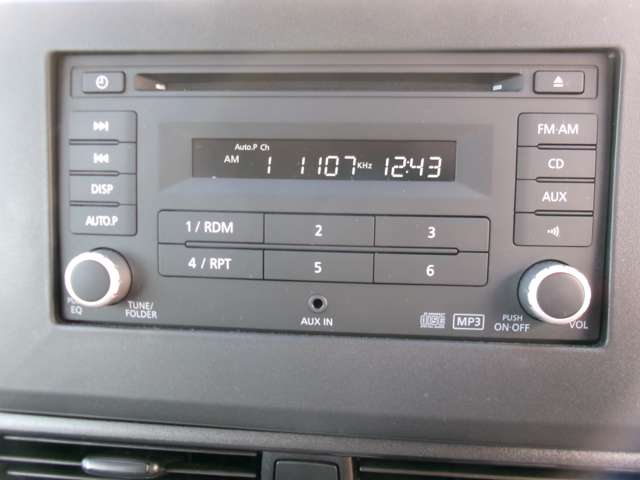 Auto.P Ch
AM 1 1107 KHz 12:43
DISP
AUTO.P
FM·AM
CD
AUX
1 / RDM
2
3
4 / RPT
5
6
EQ
TUNE/
FOLDER
AUX IN
MP3
PUSH
ON·OFF
VOL